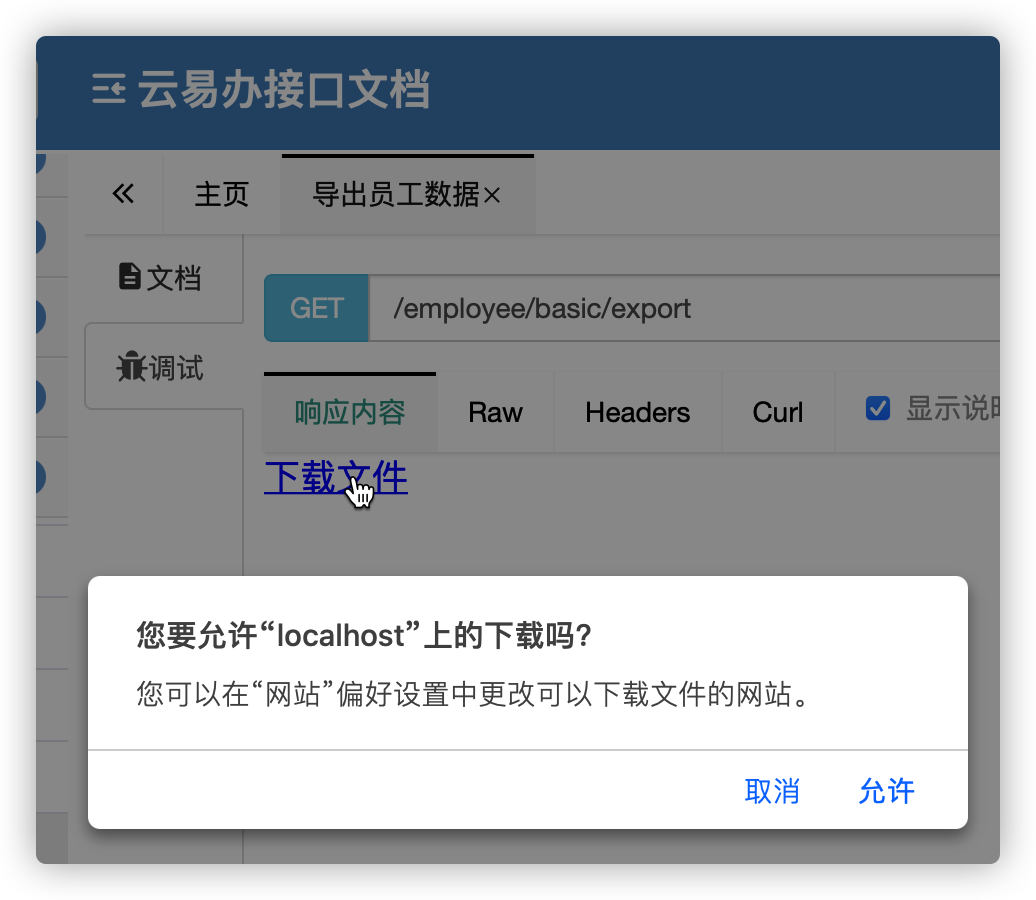 云易办接口文档
主页
导出员工数据×
文档
GET /employee/basic/export
调试
响应内容 Raw Headers Curl 显示说
下载文件
您要允许“localhost”上的下载吗?
您可以在“网站”偏好设置中更改可以下载文件的网站。
取消 允许